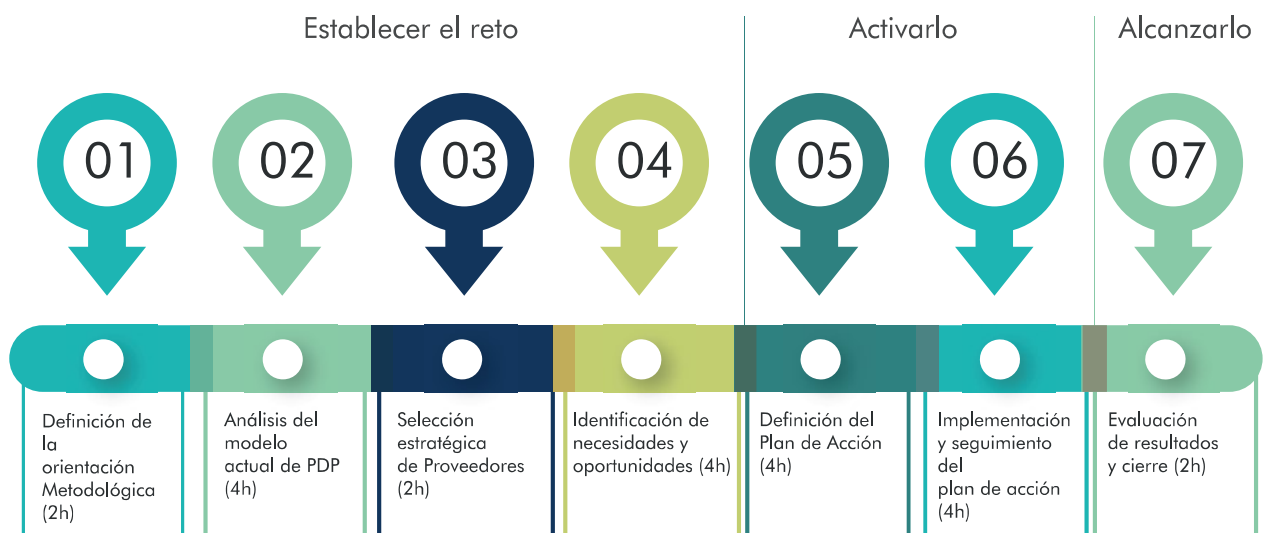 Establecer el reto
Activarlo
Alcanzarlo
01
02
03
04
05
06
07
Definición de
la
orientación
Metodológica
(2h)
Análisis del
modelo
actual de PDP
(4h)
Selección
estratégica
de Proveedores
(2h)
Identificación de
necesidades y
oportunidades (4h)
Definición del
Plan de Acción
(4h)
Implementación
y seguimiento
del
plan de acción
(4h)
Evaluación
de resultados
y cierre (2h)